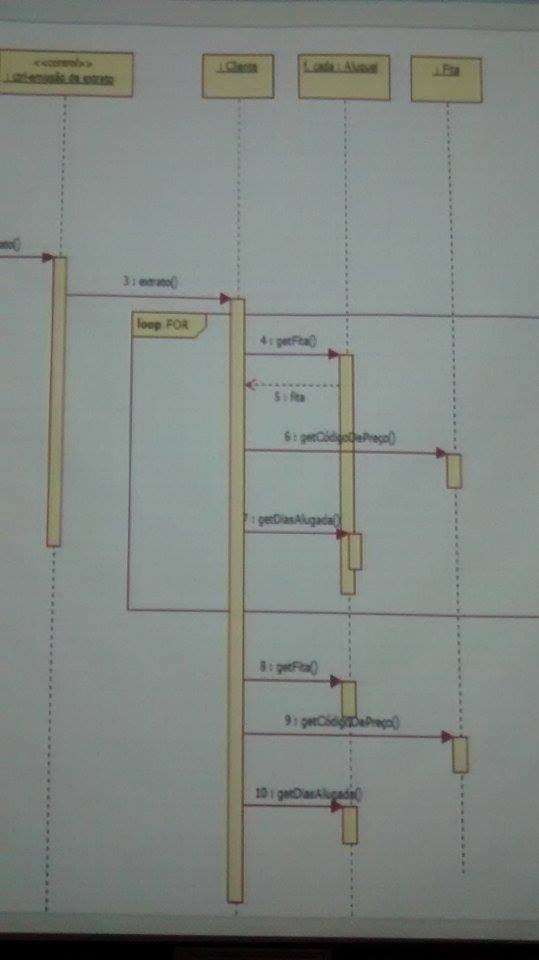 <<control>>
: ctrl-emissão de extrato
: Cliente
f. cada : Aluguel
: Fita
3 : extrato()
loop FOR
4 : getFita()
5 : fita
6 : getCódigoDePreço()
7 : getDiasAlugada()
8 : getFita()
9 : getCódigoDePreço()
10 : getDiasAlugada()